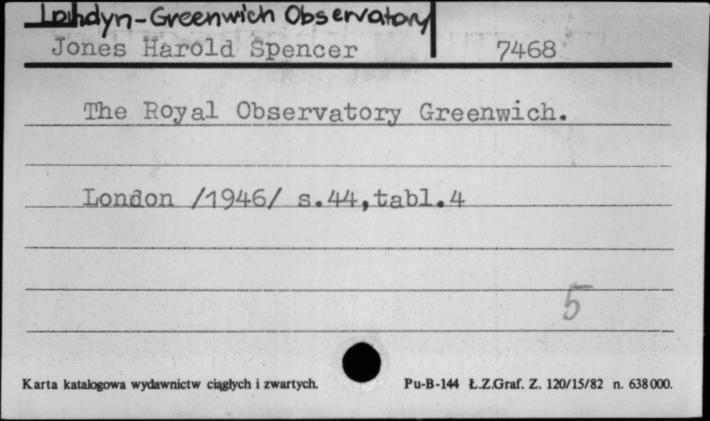 Londyn-Greenwich Observatory
Jones Harold Spencer 7468
The Royal Observatory Greenwich.
London /1946/ s.44,tabl.4
5
Karta katalogowa wydawnictw ciągłych i zwartych. Pu-B-144 Ł.Z.Graf. Z. 120/15/82 n. 638000.